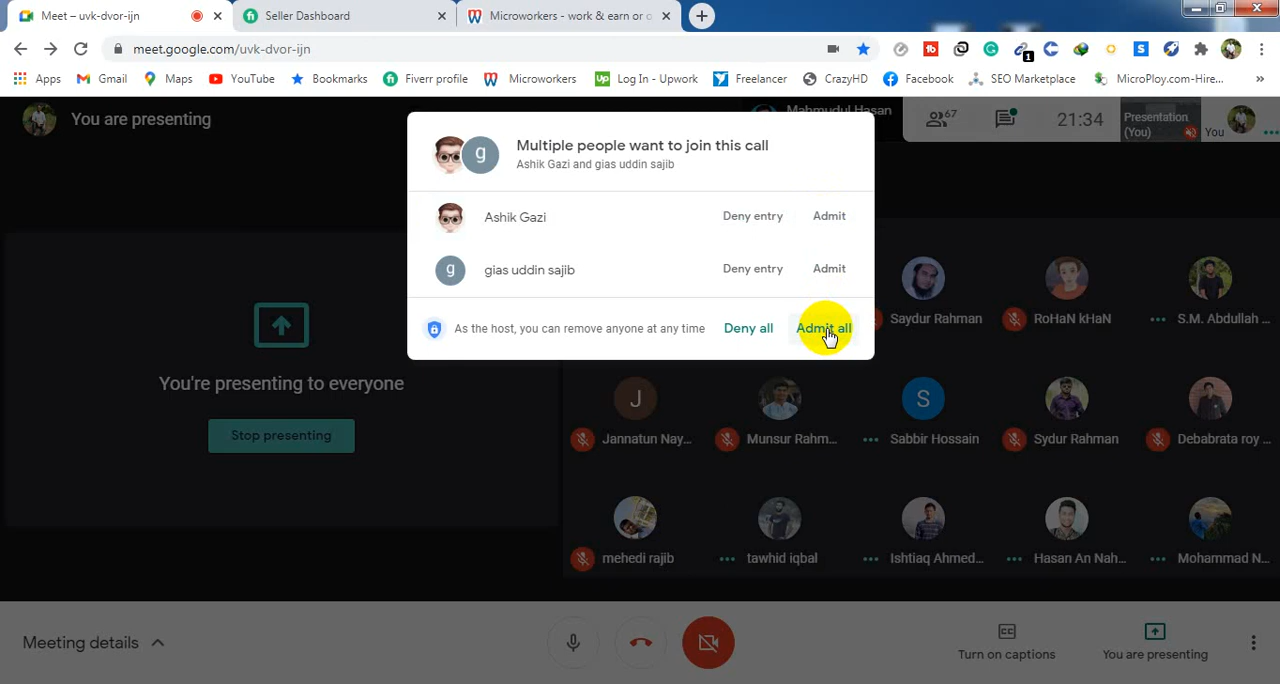 Meet – uvk-dvor-ijn
Seller Dashboard
Microworkers - work & earn or o
meet.google.com/uvk-dvor-ijn
1
Apps
Gmail
Maps
YouTube
Bookmarks
Fiverr profile
Microworkers
Log In - Upwork
Freelancer
CrazyHD
Facebook
SEO Marketplace
MicroPloy.com-Hire...
You are presenting
Mahmudul Hasan
67
21:34
Presentation
(You)
You
Multiple people want to join this call
Ashik Gazi and gias uddin sajib
Ashik Gazi
Deny entry
Admit
g
gias uddin sajib
Deny entry
Admit
As the host, you can remove anyone at any time
Deny all
Admit all
You're presenting to everyone
Stop presenting
Saydur Rahman
RoHaN kHaN
S.M. Abdullah ...
J
S
Jannatun Nay...
Munsur Rahm...
Sabbir Hossain
Sydur Rahman
Debabrata roy ...
mehedi rajib
tawhid iqbal
Ishtiaq Ahmed...
Hasan An Nah...
Mohammad N...
Meeting details
Turn on captions
You are presenting